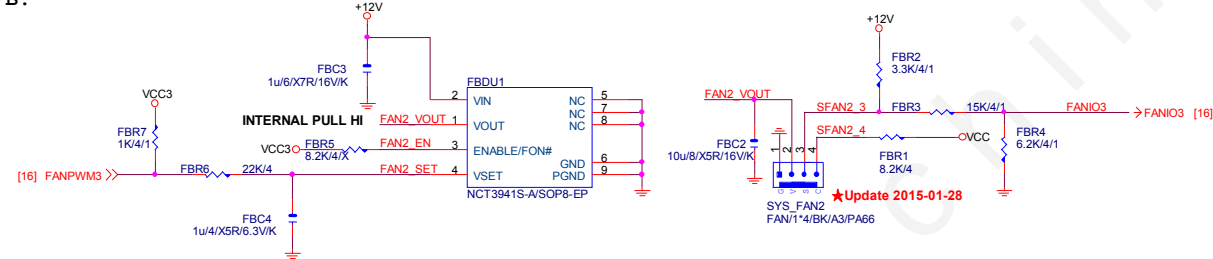 B.
+12V
FBC3
1u/6/X7R/16V/K
FBDU1
VCC3
INTERNAL PULL HI
FBR7
1K/4/1
FAN2_VOUT
VCC3
FBR5
8.2K/4/X
FAN2_EN
[16] FANPWM3
FBR6
22K/4
FAN2_SET
FBC4
1u/4/X5R/6.3V/K
2 VIN
1 VOUT
3 ENABLE/FON#
4 VSET
NC 5
NC 7
NC 8
GND 6
PGND 9
NCT3941S-A/SOP8-EP
+12V
FBR2
3.3K/4/1
FAN2_VOUT
SFAN2_3
FBR3
15K/4/1
FANIO3
FANIO3 [16]
SFAN2_4
VCC
FBC2
10u/8/X5R/16V/K
FBR1
8.2K/4
FBR4
6.2K/4/1
1 2 3 4
G V S C
SYS_FAN2
FAN/1*4/BK/A3/PA66
★Update 2015-01-28